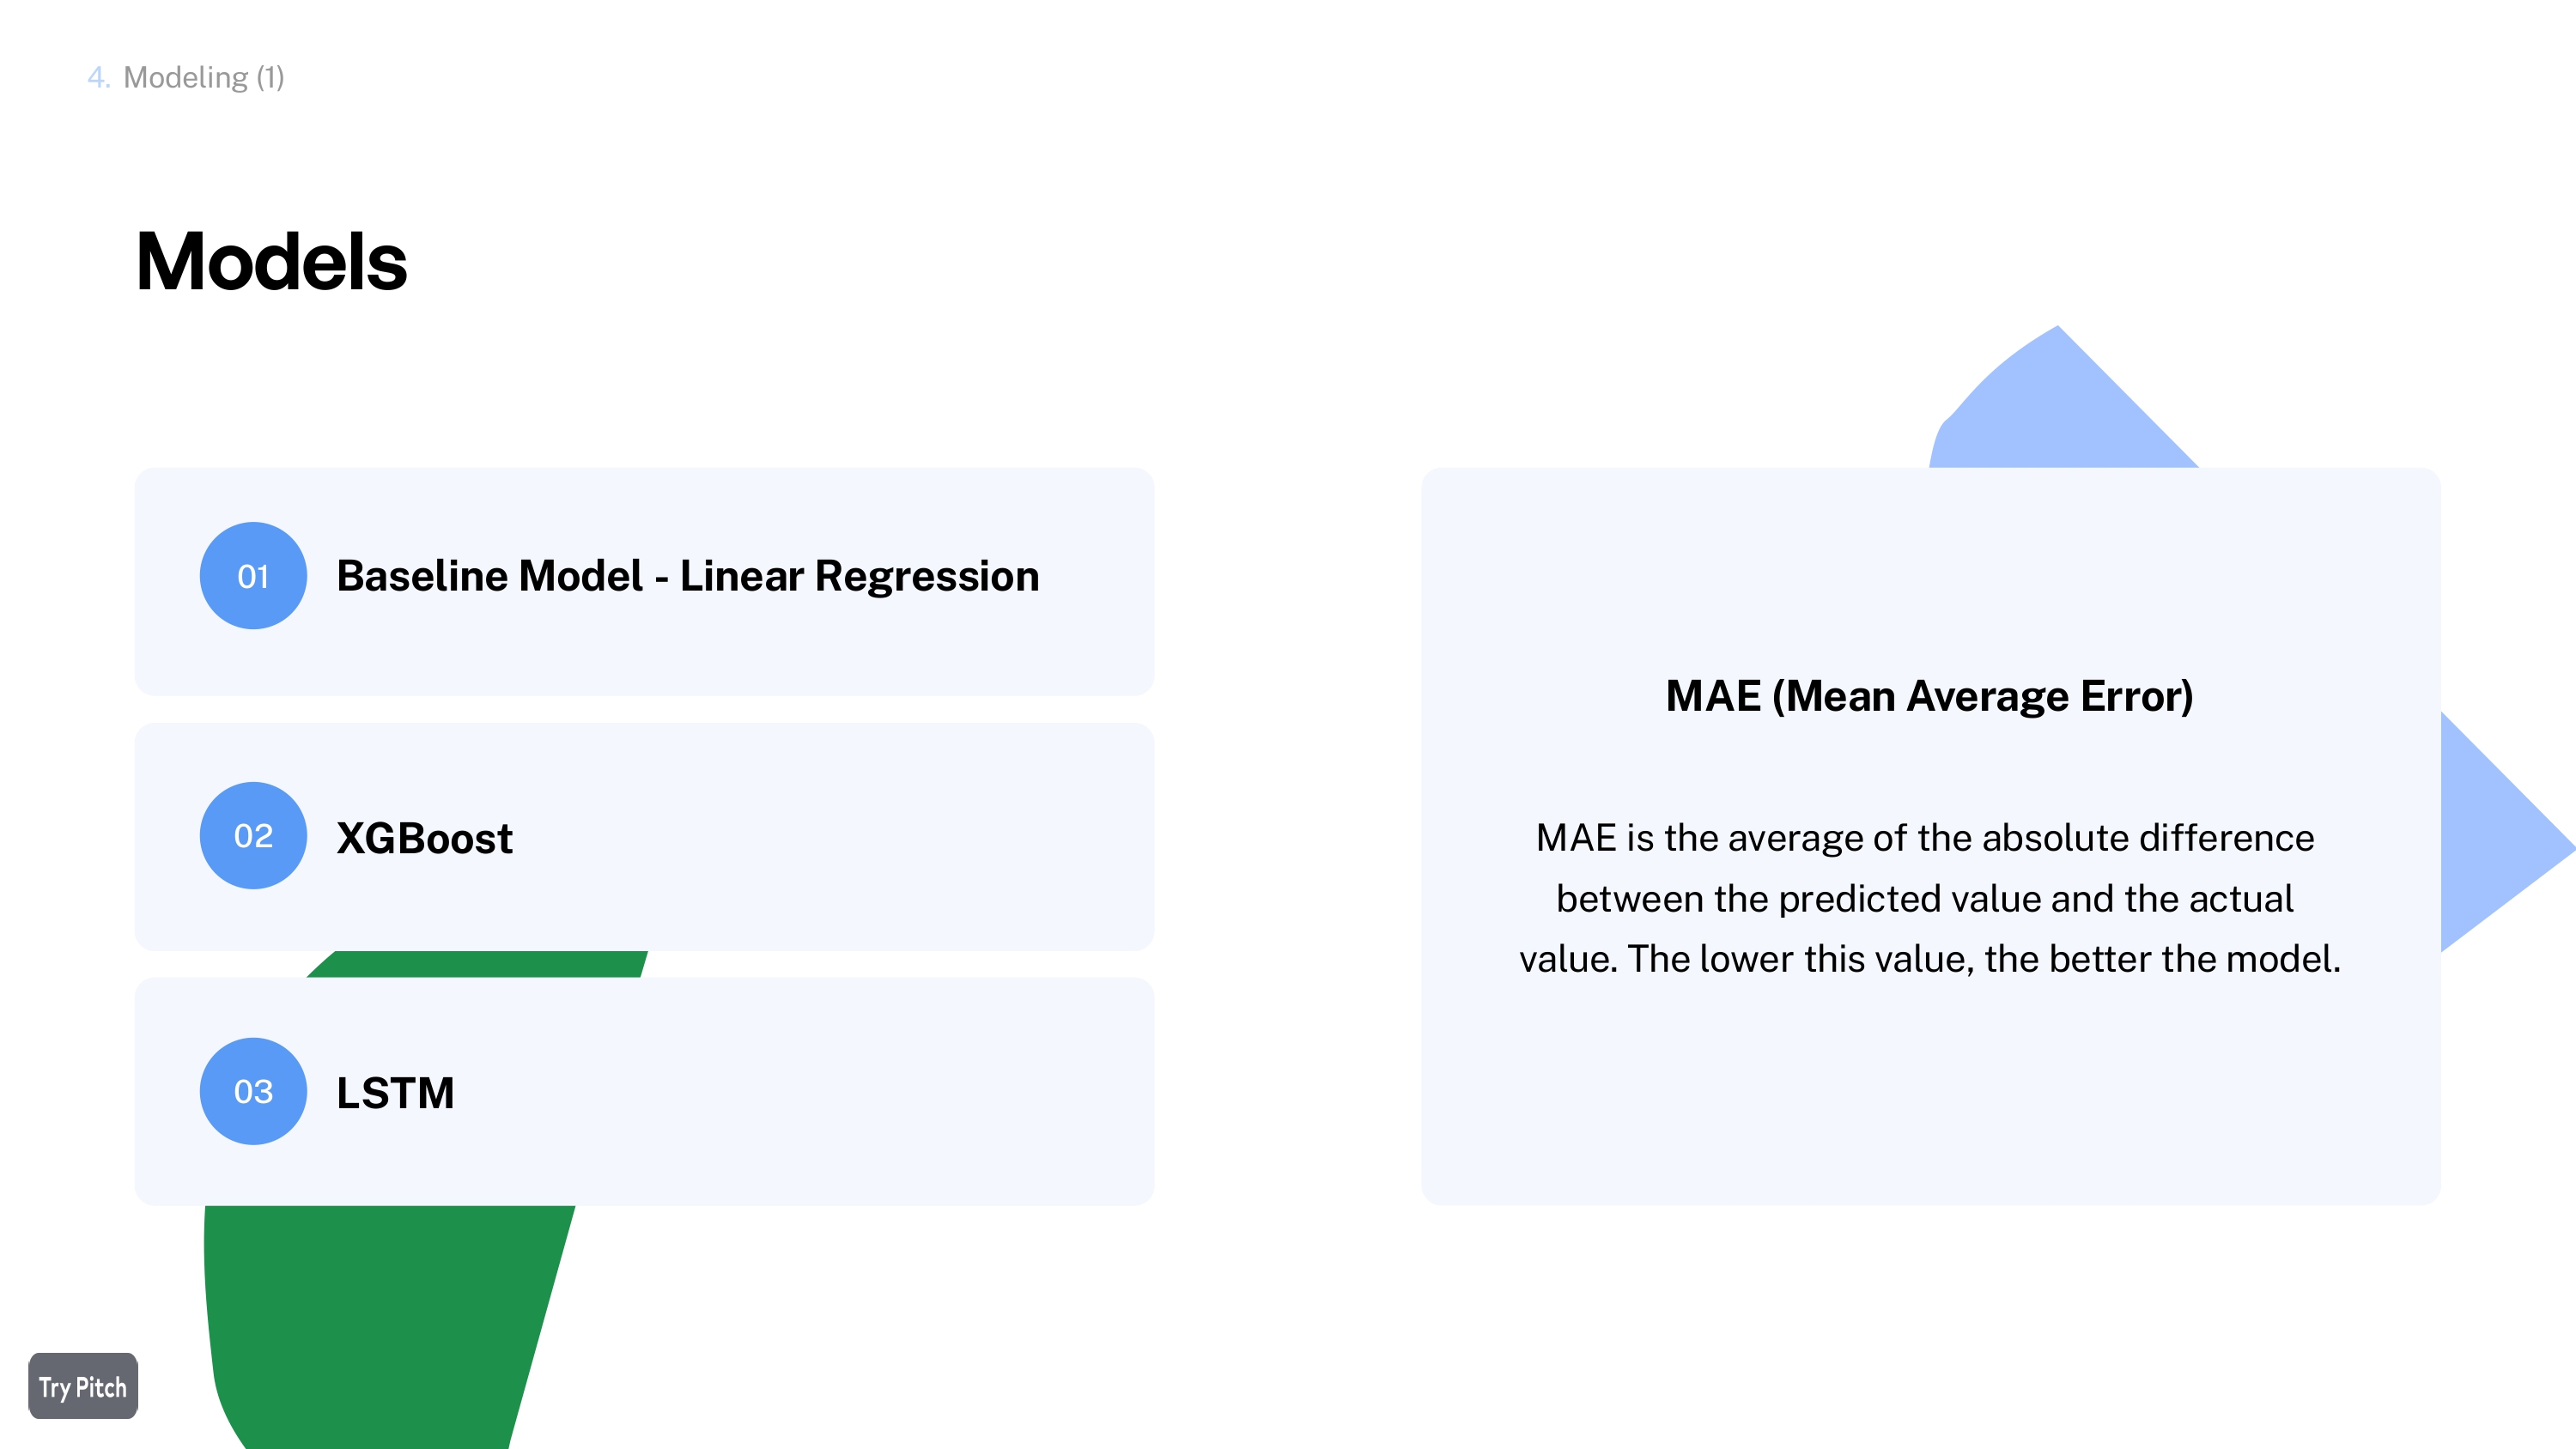 4. Modeling (1)
Models
01 Baseline Model - Linear Regression
02 XGBoost
03 LSTM
MAE (Mean Average Error)
MAE is the average of the absolute difference
between the predicted value and the actual
value. The lower this value, the better the model.
Try Pitch